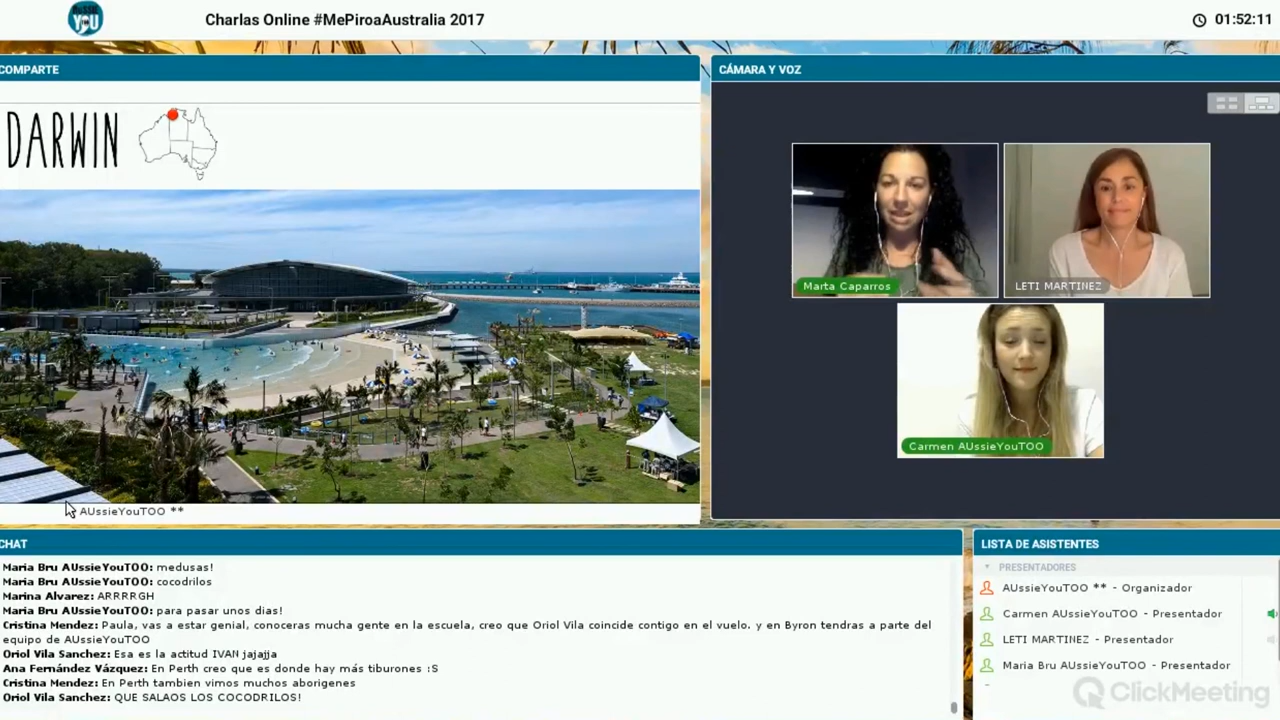 AUSSIE
YOU
Charlas Online #MePiroaAustralia 2017
01:52:11
COMPARTE
CÁMARA Y VOZ
DARWIN
Marta Caparros
LETI MARTINEZ
Carmen AUssieYouTOO
AUssieYouTOO **
CHAT
Maria Bru AUssieYouTOO: medusas!
Maria Bru AUssieYouTOO: cocodrilos
Marina Alvarez: ARRRRGH
Maria Bru AUssieYouTOO: para pasar unos dias!
Cristina Mendez: Paula, vas a estar genial, conoceras mucha gente en la escuela, creo que Oriol Vila coincide contigo en el vuelo. y en Byron tendras a parte del
equipo de AUssieYouTOO
Oriol Vila Sanchez: Esa es la actitud IVAN jajajja
Ana Fernández Vázquez: En Perth creo que es donde hay más tiburones :S
Cristina Mendez: En Perth tambien vimos muchos aborigenes
Oriol Vila Sanchez: QUE SALAOS LOS COCODRILOS!
LISTA DE ASISTENTES
PRESENTADORES
AUssieYouTOO ** - Organizador
Carmen AUssieYouTOO - Presentador
LETI MARTINEZ - Presentador
Maria Bru AUssieYouTOO - Presentador
ClickMeeting